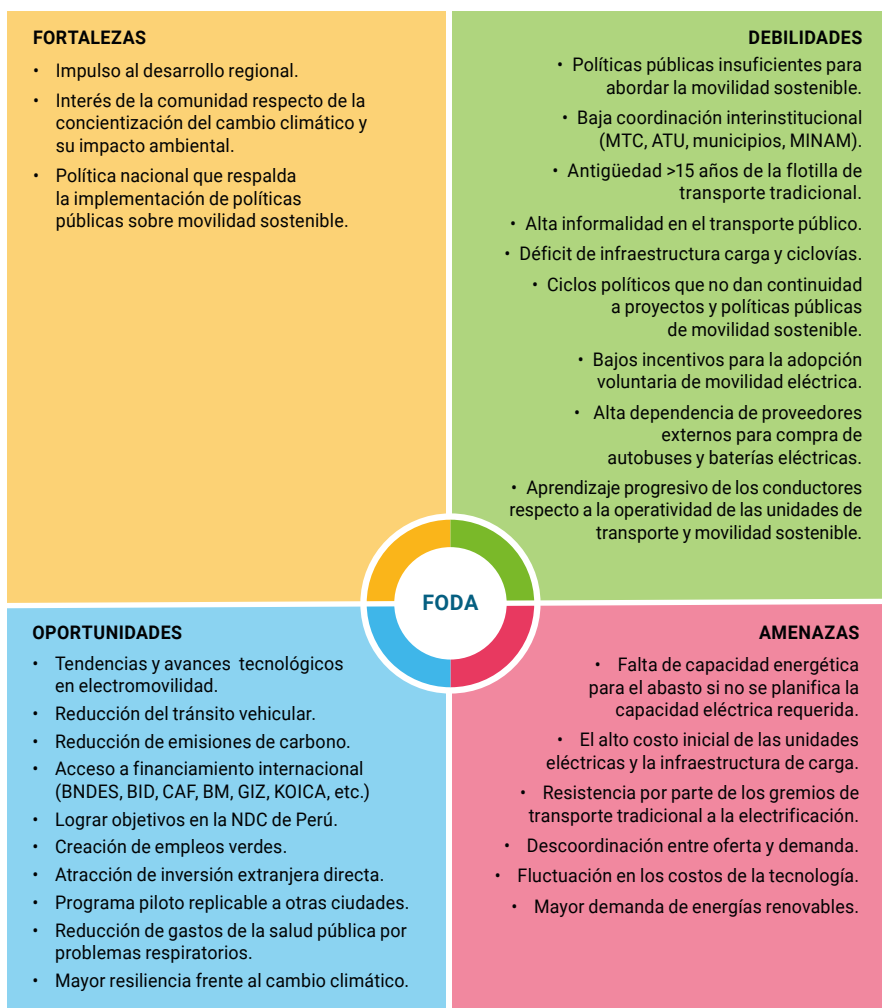 FORTALEZAS
• Impulso al desarrollo regional.
• Interés de la comunidad respecto de la
concientización del cambio climático y
su impacto ambiental.
• Política nacional que respalda
la implementación de políticas
públicas sobre movilidad sostenible.
DEBILIDADES
• Políticas públicas insuficientes para
abordar la movilidad sostenible.
• Baja coordinación interinstitucional
(MTC, ATU, municipios, MINAM).
• Antigüedad >15 años de la flotilla de
transporte tradicional.
• Alta informalidad en el transporte público.
• Déficit de infraestructura carga y ciclovías.
• Ciclos políticos que no dan continuidad
a proyectos y políticas públicas
de movilidad sostenible.
• Bajos incentivos para la adopción
voluntaria de movilidad eléctrica.
• Alta dependencia de proveedores
externos para compra de
autobuses y baterías eléctricas.
• Aprendizaje progresivo de los conductores
respecto a la operatividad de las unidades de
transporte y movilidad sostenible.
FODA
OPORTUNIDADES
• Tendencias y avances tecnológicos
en electromovilidad.
• Reducción del tránsito vehicular.
• Reducción de emisiones de carbono.
• Acceso a financiamiento internacional
(BNDES, BID, CAF, BM, GIZ, KOICA, etc.)
• Lograr objetivos en la NDC de Perú.
• Creación de empleos verdes.
• Atracción de inversión extranjera directa.
• Programa piloto replicable a otras ciudades.
• Reducción de gastos de la salud pública por
problemas respiratorios.
• Mayor resiliencia frente al cambio climático.
AMENAZAS
• Falta de capacidad energética
para el abasto si no se planifica la
capacidad eléctrica requerida.
• El alto costo inicial de las unidades
eléctricas y la infraestructura de carga.
• Resistencia por parte de los gremios de
transporte tradicional a la electrificación.
• Descoordinación entre oferta y demanda.
• Fluctuación en los costos de la tecnología.
• Mayor demanda de energías renovables.